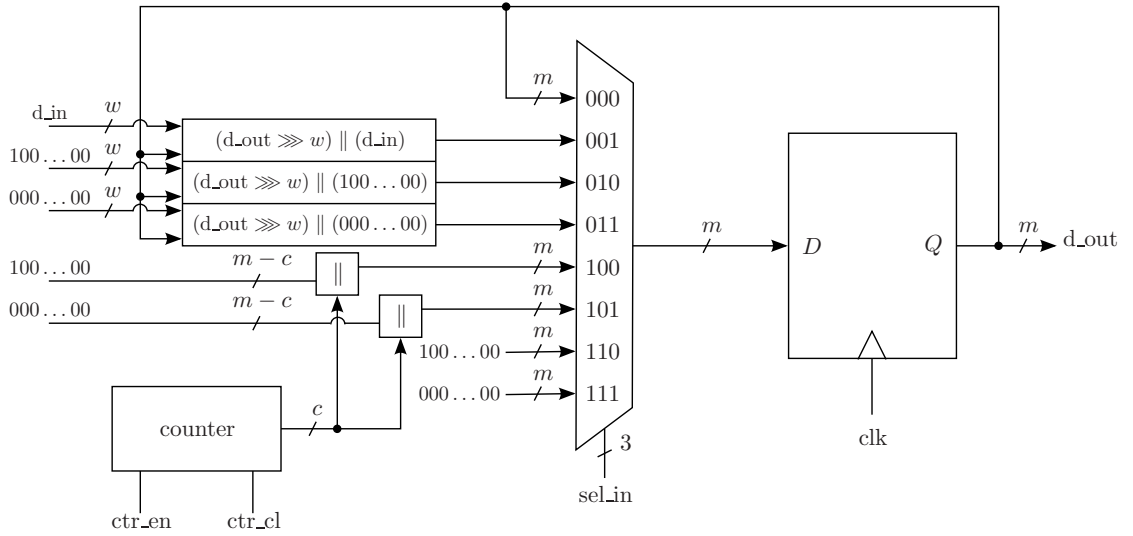 m
000
d_in
w
(d_out ⋙ w) ∥ (d_in)
001
100...00
w
(d_out ⋙ w) ∥ (100...00)
010
000...00
w
(d_out ⋙ w) ∥ (000...00)
011
m
D
Q
m
d_out
100...00
m − c
∥
m
100
000...00
m − c
∥
m
101
100...00
m
110
000...00
m
111
counter
c
clk
3
sel_in
ctr_en
ctr_cl